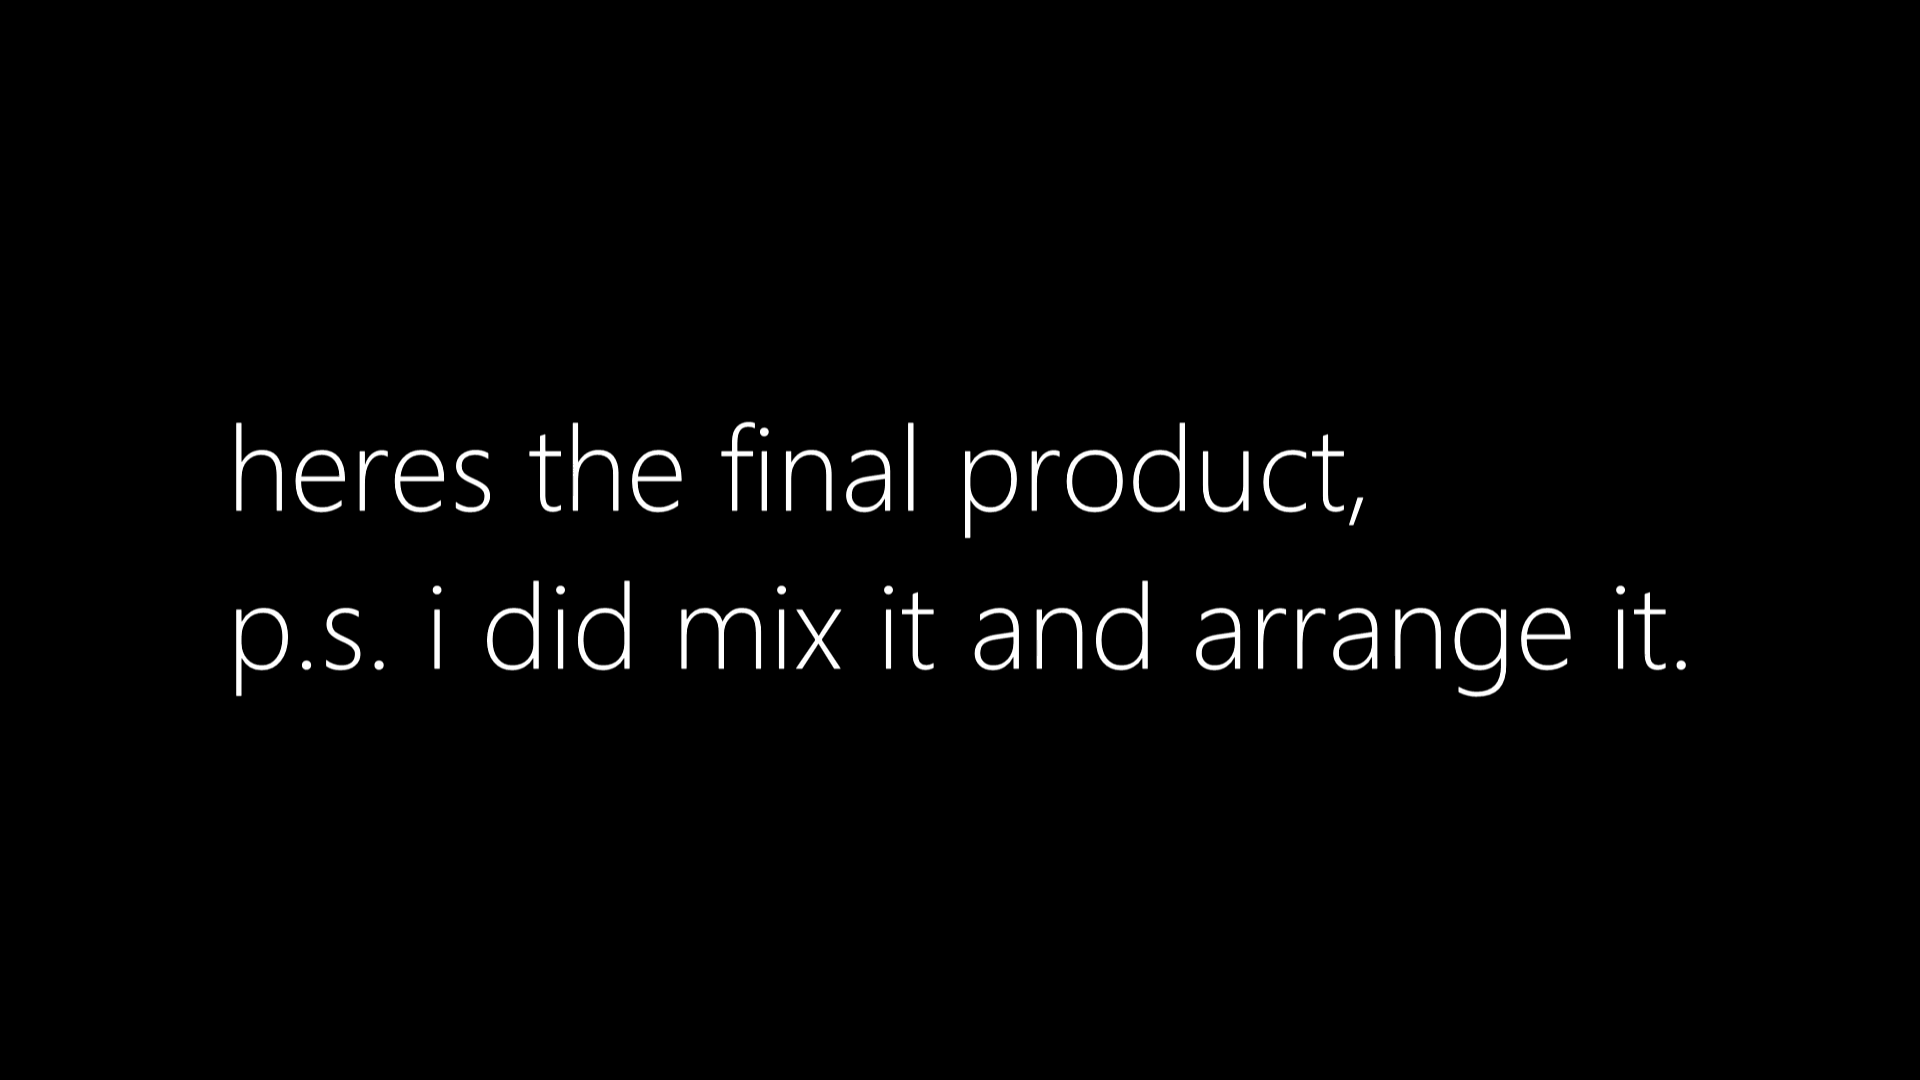 heres the final product,
p.s. i did mix it and arrange it.